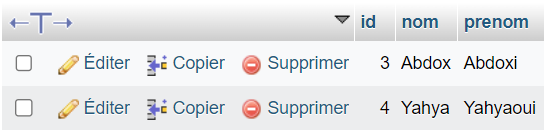 id nom prenom
Éditer Copier Supprimer 3 Abdox Abdoxi
Éditer Copier Supprimer 4 Yahya Yahyaoui